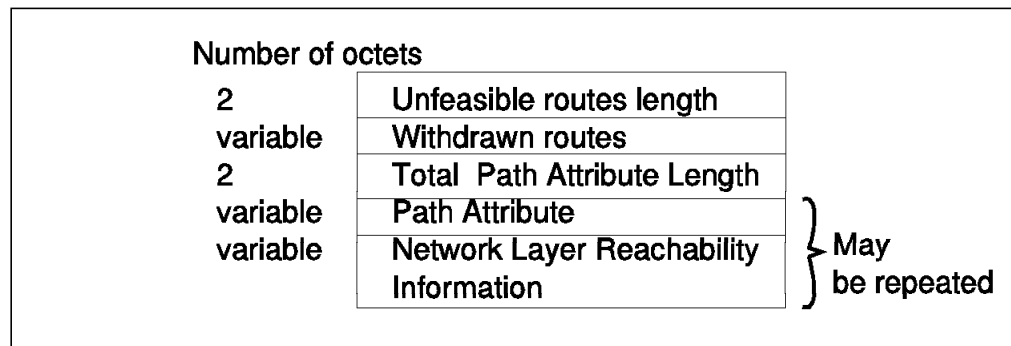 Number of octets
2 Unfeasible routes length
variable Withdrawn routes
2 Total Path Attribute Length
variable Path Attribute
variable Network Layer Reachability
Information
May
be repeated